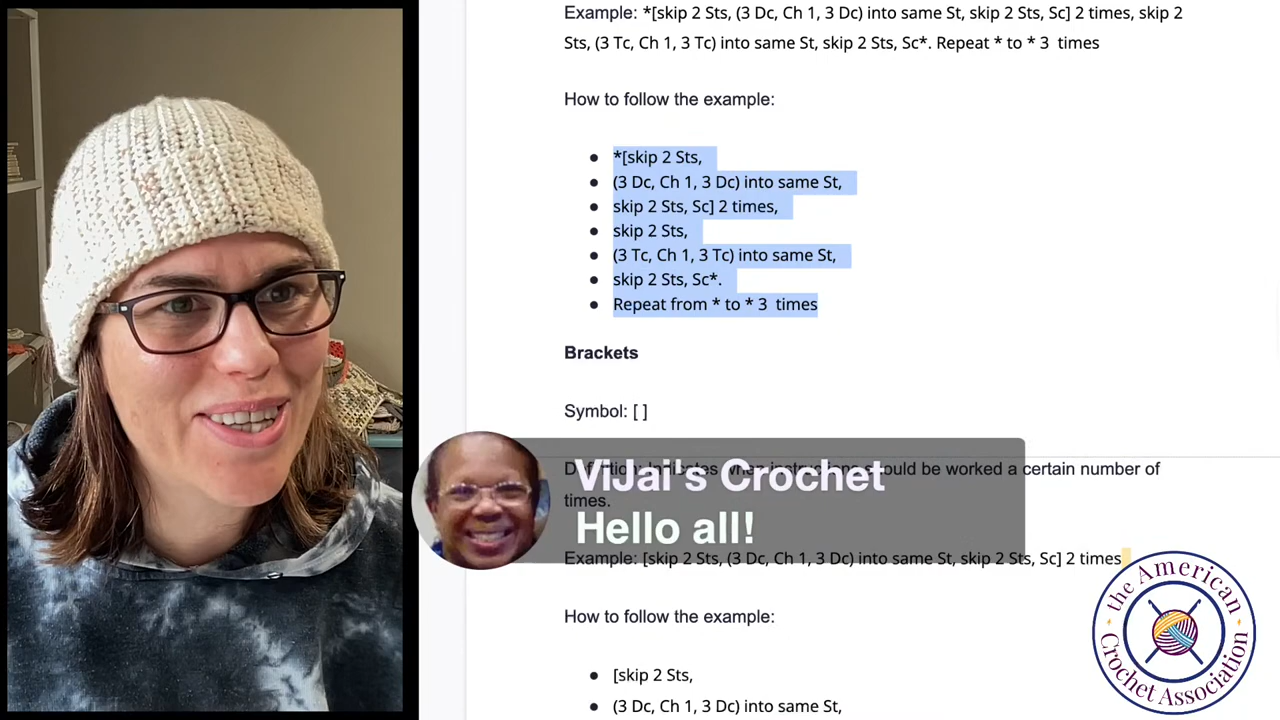 Example: *[skip 2 Sts, (3 Dc, Ch 1, 3 Dc) into same St, skip 2 Sts, Sc] 2 times, skip 2
Sts, (3 Tc, Ch 1, 3 Tc) into same St, skip 2 Sts, Sc*. Repeat * to * 3 times
How to follow the example:
● *[skip 2 Sts,
● (3 Dc, Ch 1, 3 Dc) into same St,
● skip 2 Sts, Sc] 2 times,
● skip 2 Sts,
● (3 Tc, Ch 1, 3 Tc) into same St,
● skip 2 Sts, Sc*.
● Repeat from * to * 3 times
Brackets
Symbol: [ ]
ould be worked a certain number of
times.
ViJai's Crochet
Hello all!
Example: [skip 2 Sts, (3 Dc, Ch 1, 3 Dc) into same St, skip 2 Sts, Sc] 2 times
How to follow the example:
● [skip 2 Sts,
● (3 Dc, Ch 1, 3 Dc) into same St,
the American
Crochet Association